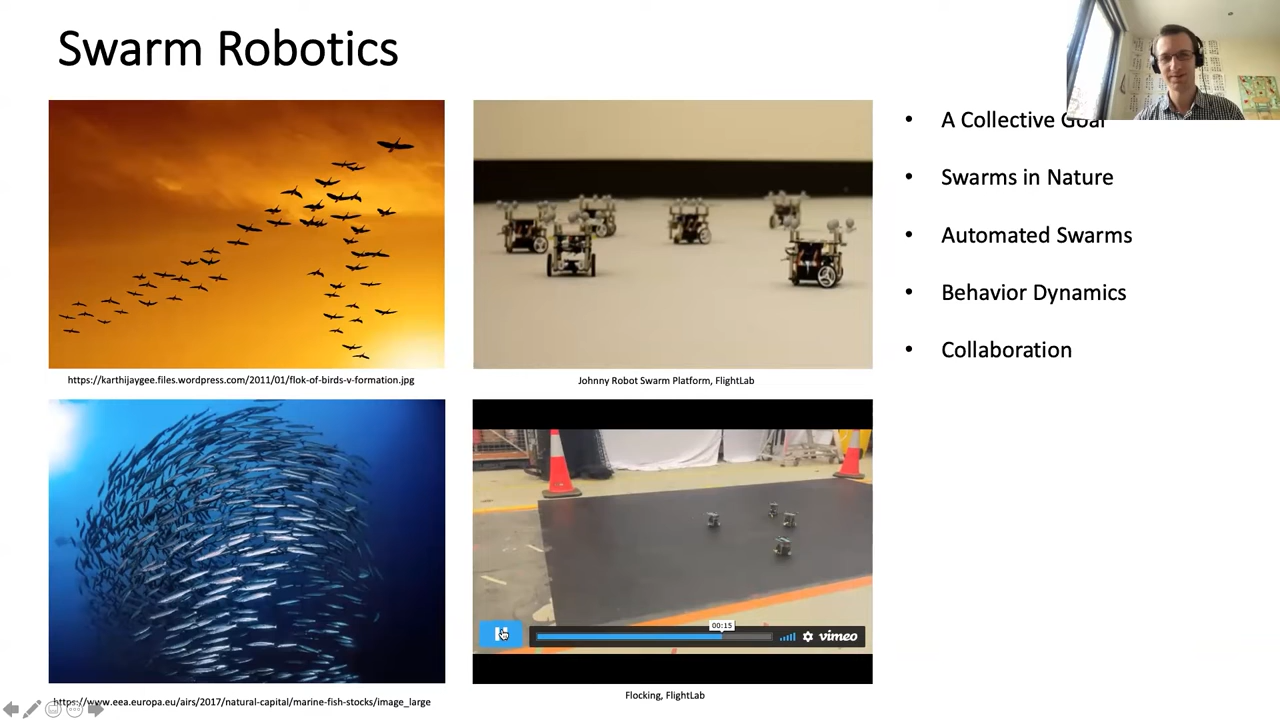 Swarm Robotics
https://karthijaygee.files.wordpress.com/2011/01/flok-of-birds-v-formation.jpg
Johnny Robot Swarm Platform, FlightLab
• A Collective Goal
• Swarms in Nature
• Automated Swarms
• Behavior Dynamics
• Collaboration
00:15
vimeo
https://www.eea.europa.eu/airs/2017/natural-capital/marine-fish-stocks/image_large
Flocking, FlightLab